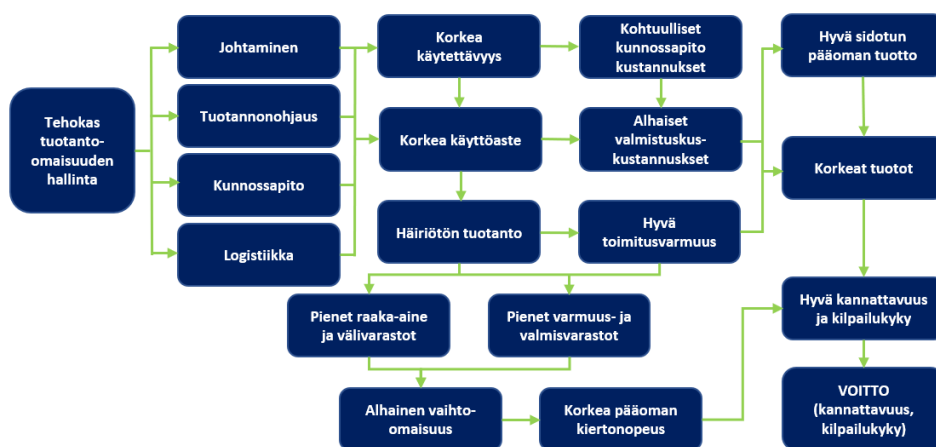 Tehokas
tuotanto-
omaisuuden
hallinta
Johtaminen
Tuotannonohjaus
Kunnossapito
Logistiikka
Korkea
käytettävyys
Korkea käyttöaste
Häiriötön tuotanto
Kohtuulliset
kunnossapito
kustannukset
Alhaiset
valmistuskus-
kustannuskset
Hyvä
toimitusvarmuus
Hyvä sidotun
pääoman tuotto
Korkeat tuotot
Pienet raaka-aine
ja välivarastot
Pienet varmuus- ja
valmisvarastot
Alhainen vaihto-
omaisuus
Korkea pääoman
kiertonopeus
Hyvä kannattavuus
ja kilpailukyky
VOITTO
(kannattavuus,
kilpailukyky)